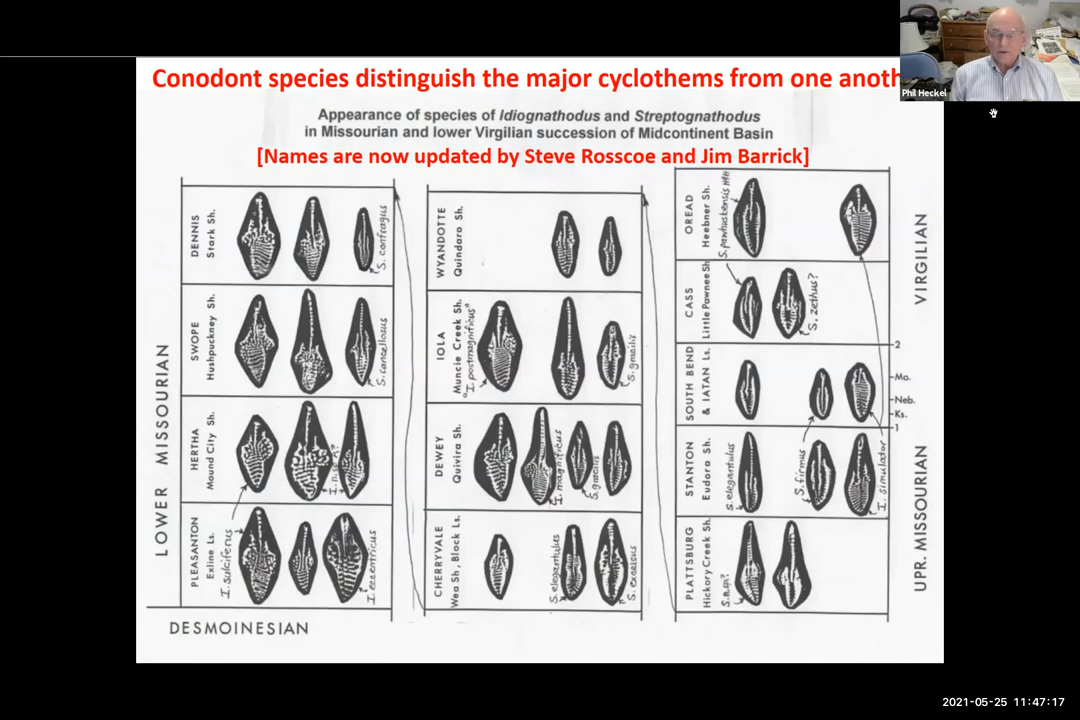 Conodont species distinguish the major cyclothems from one anoth
Phil Heckel
Appearance of species of Idiognathodus and Streptognathodus
in Missourian and lower Virgilian succession of Midcontinent Basin
[Names are now updated by Steve Rosscoe and Jim Barrick]
LOWER MISSOURIAN
DENNIS
Stark Sh.
S. confragus
SWOPE
Hushpuckney Sh.
S. cancellosus
HERTHA
Mound City Sh.
PLEASANTON
Exline Ls.
I. sulciferus
I. eccentricus
DESMOINESIAN
WYANDOTTE
Quindaro Sh.
IOLA
Muncie Creek Sh.
"I. postmagnificus"
S. gracilis
DEWEY
Quivira Sh.
I. magnificus
S. gracilis
CHERRYVALE
Wea Sh, Block Ls.
S. elegantulus
S. excelsus
OREAD
Heebner Sh.
S. pawhuskensis
CASS
Little Pawnee Sh
S. zethus?
SOUTH BEND
& IATAN Ls.
STANTON
Eudora Sh.
S. elegantulus
S. firmus
I. simulator
PLATTSBURG
Hickory Creek Sh.
S. n.sp.?
2
Mo.
Neb.
Ks.
1
VIRGILIAN
UPR. MISSOURIAN
2021-05-25 11:47:17